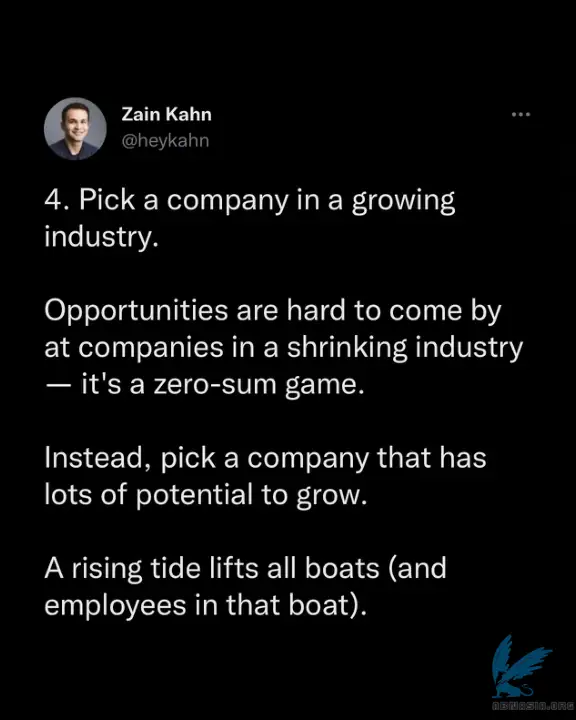 Zain Kahn
@heykahn
4. Pick a company in a growing
industry.
Opportunities are hard to come by
at companies in a shrinking industry
— it's a zero-sum game.
Instead, pick a company that has
lots of potential to grow.
A rising tide lifts all boats (and
employees in that boat).